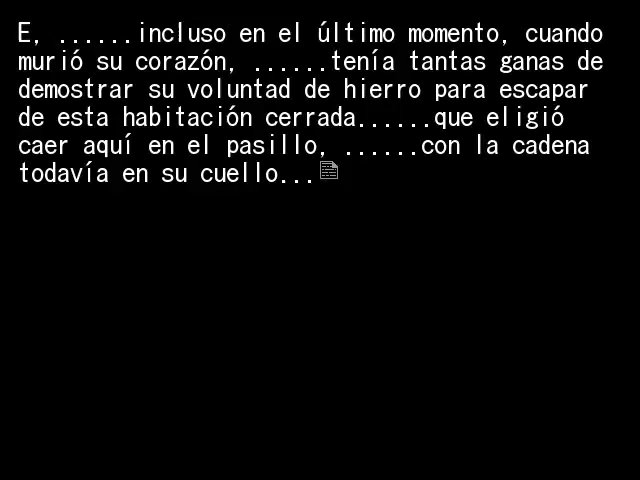 E, ......incluso en el último momento, cuando
murió su corazón, ......tenía tantas ganas de
demostrar su voluntad de hierro para escapar
de esta habitación cerrada......que eligió
caer aquí en el pasillo, ......con la cadena
todavía en su cuello...